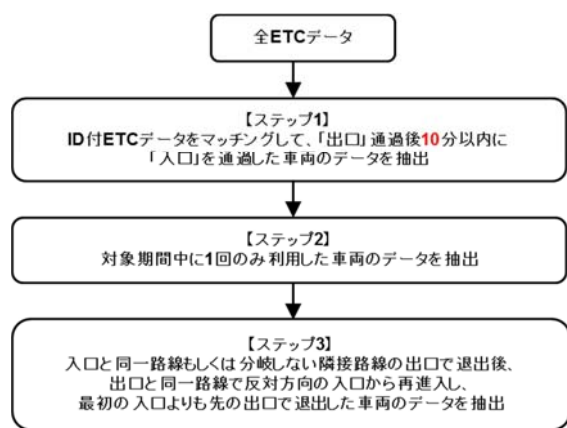 全ETCデータ
【ステップ1】
ID付ETCデータをマッチングして、「出口」通過後10分以内に
「入口」を通過した車両のデータを抽出
【ステップ2】
対象期間中に1回のみ利用した車両のデータを抽出
【ステップ3】
入口と同一路線もしくは分岐しない隣接路線の出口で退出後、
出口と同一路線で反対方向の入口から再進入し、
最初の入口よりも先の出口で退出した車両のデータを抽出